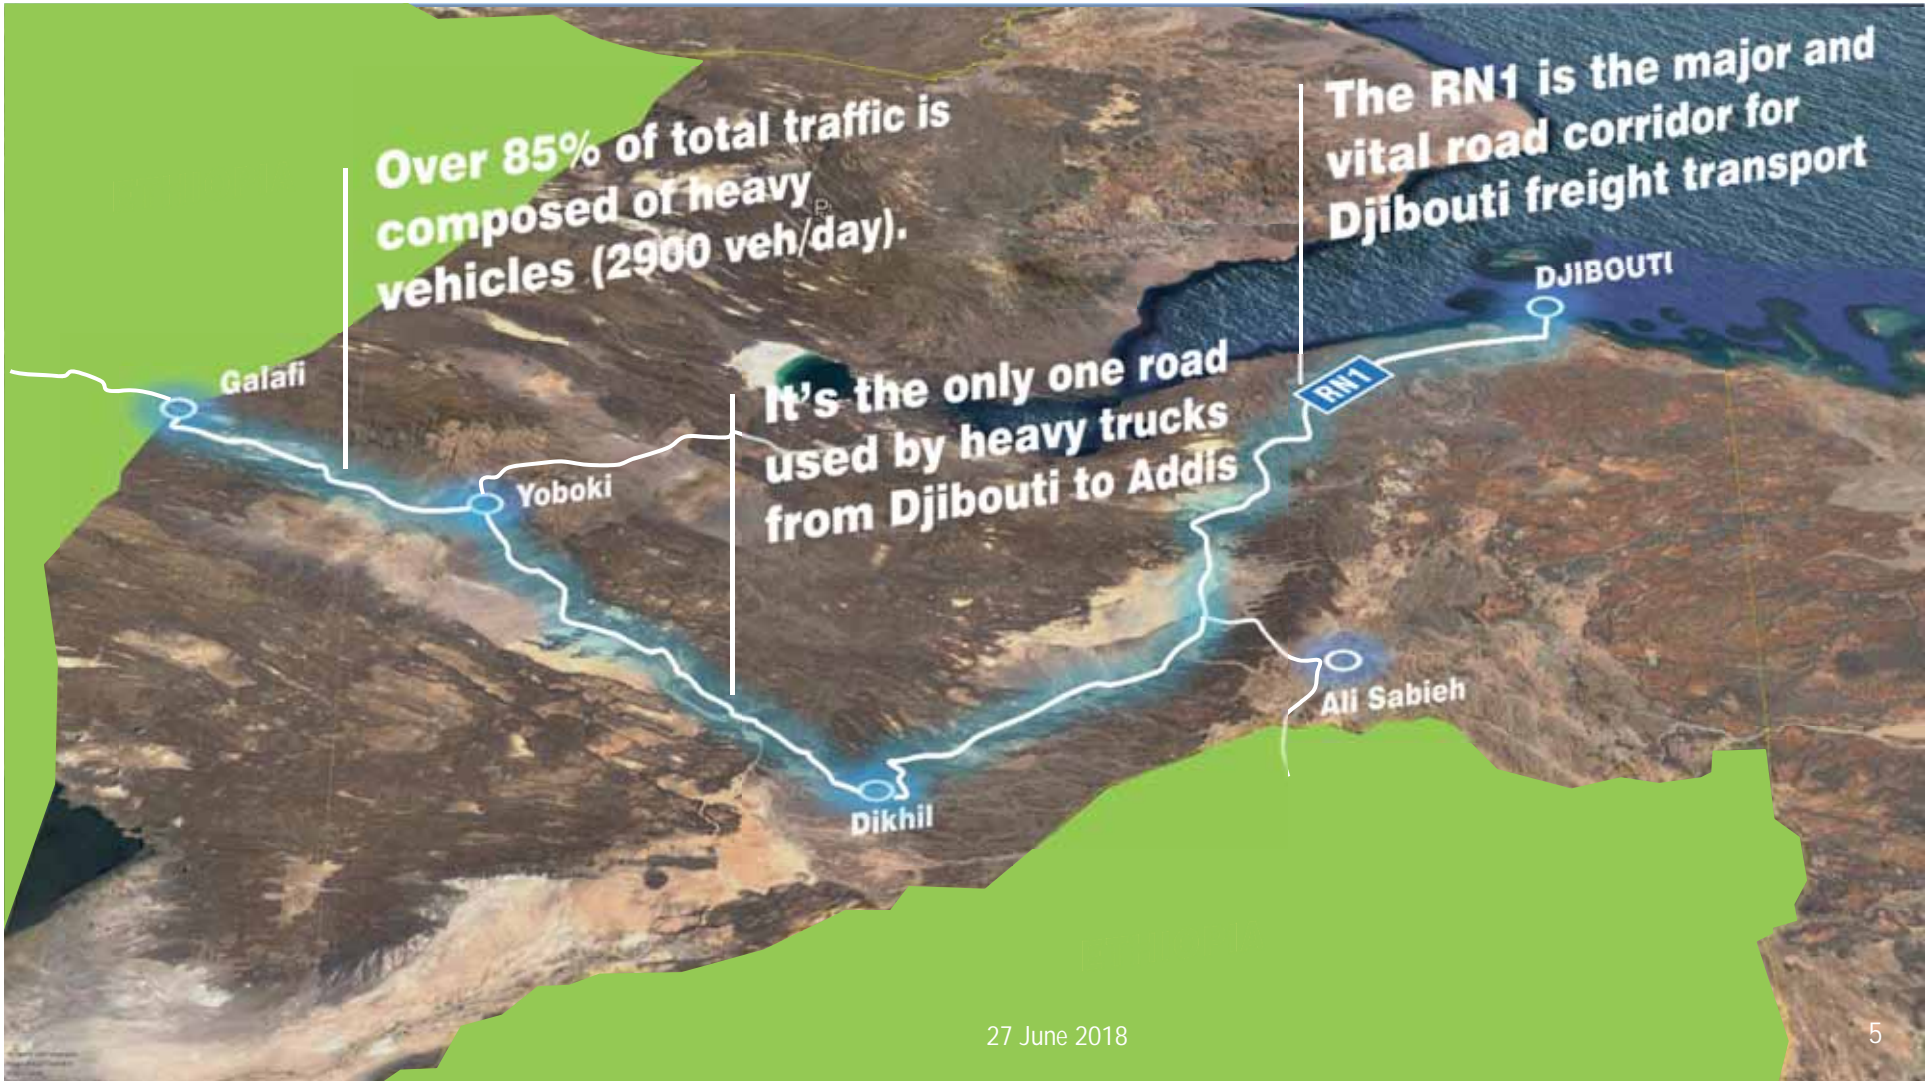 The RN1 is the major and
vital road corridor for
Djibouti freight transport
Over 85% of total traffic is
composed of heavy
vehicles (2900 veh/day).
DJIBOUTI
RN1
It's the only one road
used by heavy trucks
from Djibouti to Addis
Galafi
Yoboki
Ali Sabieh
Dikhil
27 June 2018
5